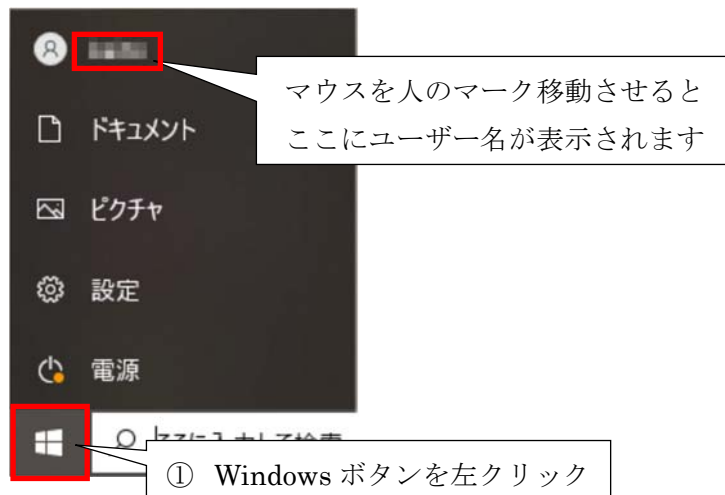 マウスを人のマーク移動させると
ここにユーザー名が表示されます
ドキュメント
ピクチャ
設定
電源
① Windows ボタンを左クリック